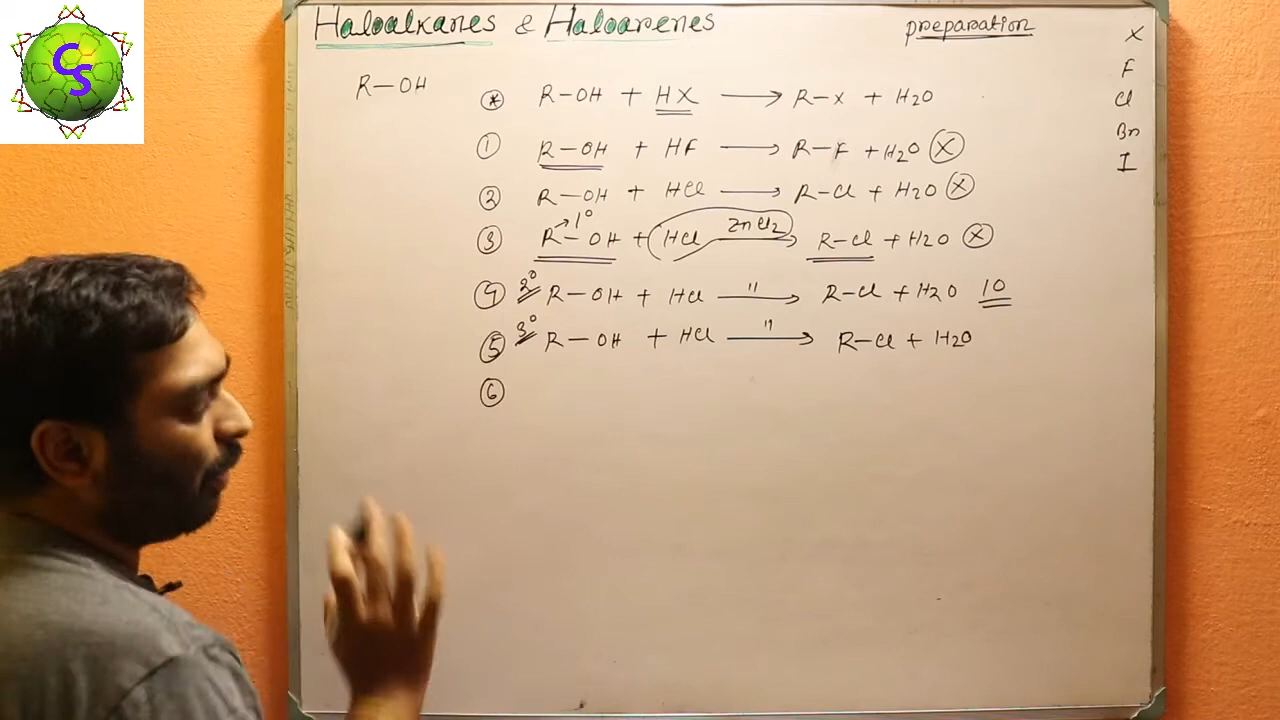 CS
Haloalkanes & Haloarenes preparation
X
F
Cl
Br
I
R-OH
* R-OH + HX → R-X + H2O
1 R-OH + HF → R-F + H2O X
2 R-OH + HCl → R-Cl + H2O X
3 R-OH → 1° + HCl ZnCl2 → R-Cl + H2O X
4 2° R-OH + HCl " → R-Cl + H2O 10
5 3° R-OH + HCl " → R-Cl + H2O
6